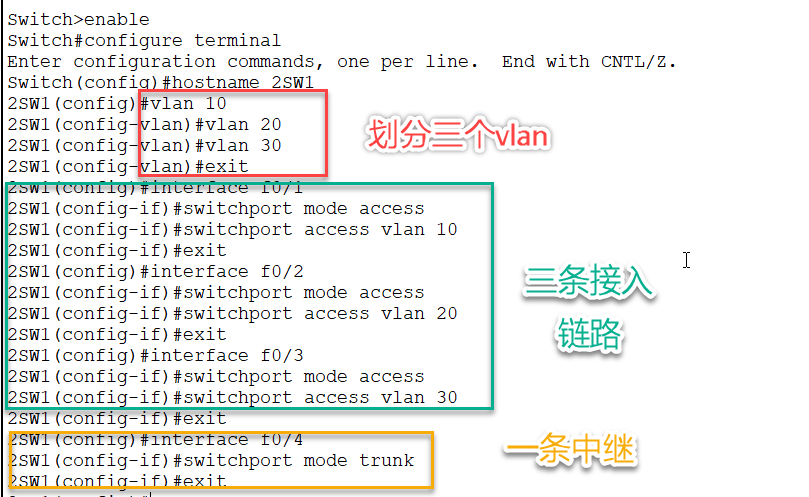 Switch>enable
Switch#configure terminal
Enter configuration commands, one per line.  End with CNTL/Z.
Switch(config)#hostname 2SW1
2SW1(config)#vlan 10
2SW1(config-vlan)#vlan 20
2SW1(config-vlan)#vlan 30
2SW1(config-vlan)#exit
划分三个vlan
2SW1(config)#interface f0/1
2SW1(config-if)#switchport mode access
2SW1(config-if)#switchport access vlan 10
2SW1(config-if)#exit
2SW1(config)#interface f0/2
2SW1(config-if)#switchport mode access
2SW1(config-if)#switchport access vlan 20
2SW1(config-if)#exit
2SW1(config)#interface f0/3
2SW1(config-if)#switchport mode access
2SW1(config-if)#switchport access vlan 30
三条接入
链路
2SW1(config-if)#exit
2SW1(config)#interface f0/4
2SW1(config-if)#switchport mode trunk
2SW1(config-if)#exit
一条中继